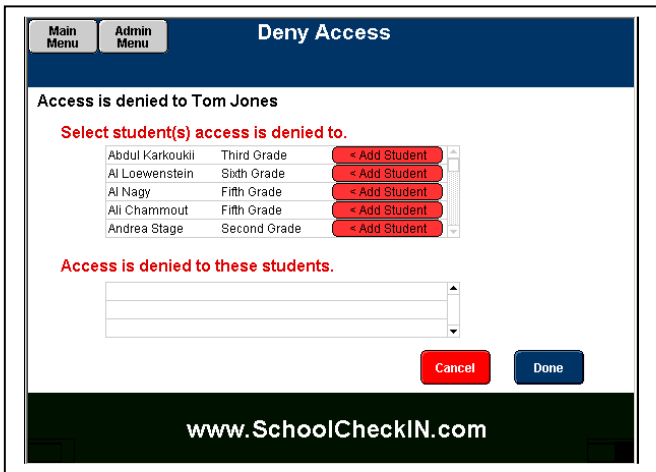 Main Menu
Admin Menu
Deny Access
Access is denied to Tom Jones
Select student(s) access is denied to.
Abdul Karkoukii Third Grade < Add Student
Al Loewenstein Sixth Grade < Add Student
Al Nagy Fifth Grade < Add Student
Ali Chammout Fifth Grade < Add Student
Andrea Stage Second Grade < Add Student
Access is denied to these students.
Cancel Done
www.SchoolCheckIN.com